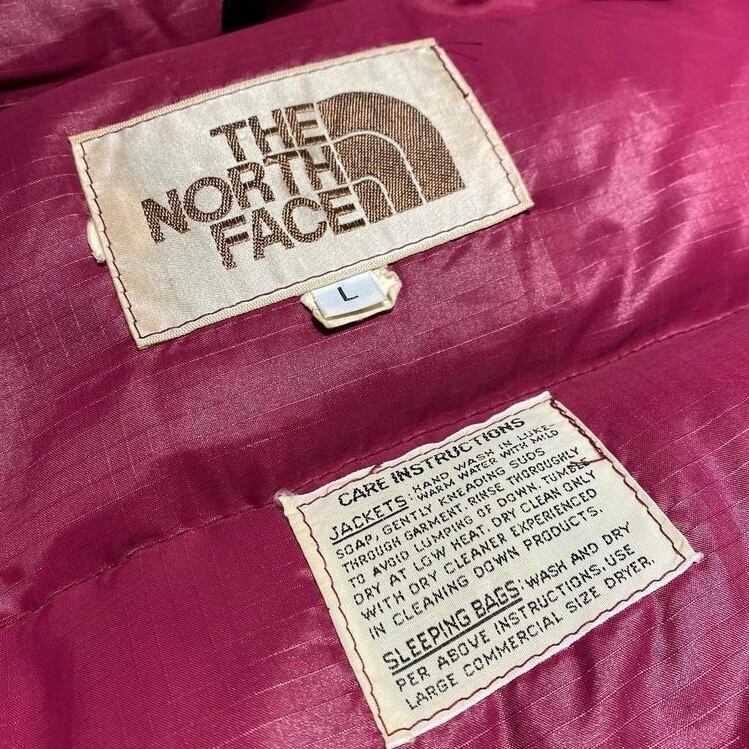 THE
NORTH
FACE
L
CARE INSTRUCTIONS
JACKETS: HAND WASH IN LUKE-
WARM WATER WITH MILD
SOAP, GENTLY KNEADING SUDS
THROUGH GARMENT. RINSE THOROUGHLY
TO AVOID LUMPING OF DOWN, TUMBLE
DRY AT LOW HEAT. DRY CLEAN ONLY
WITH DRY CLEANER EXPERIENCED
IN CLEANING DOWN PRODUCTS.
SLEEPING BAGS: WASH AND DRY
PER ABOVE INSTRUCTIONS. USE
LARGE COMMERCIAL SIZE DRYER.